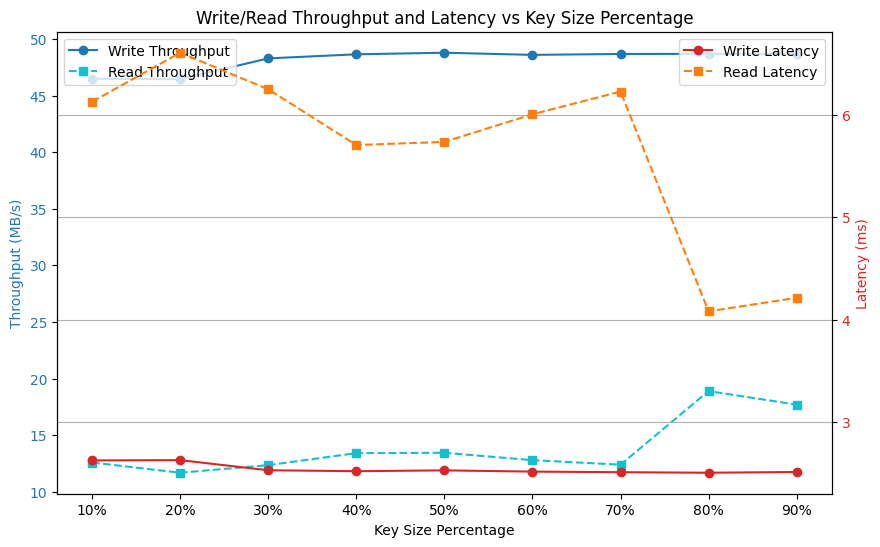 Write/Read Throughput and Latency vs Key Size Percentage
Write Throughput
Read Throughput
Write Latency
Read Latency
50
45
40
35
30
25
20
15
10
Throughput (MB/s)
6
5
4
3
Latency (ms)
10% 20% 30% 40% 50% 60% 70% 80% 90%
Key Size Percentage